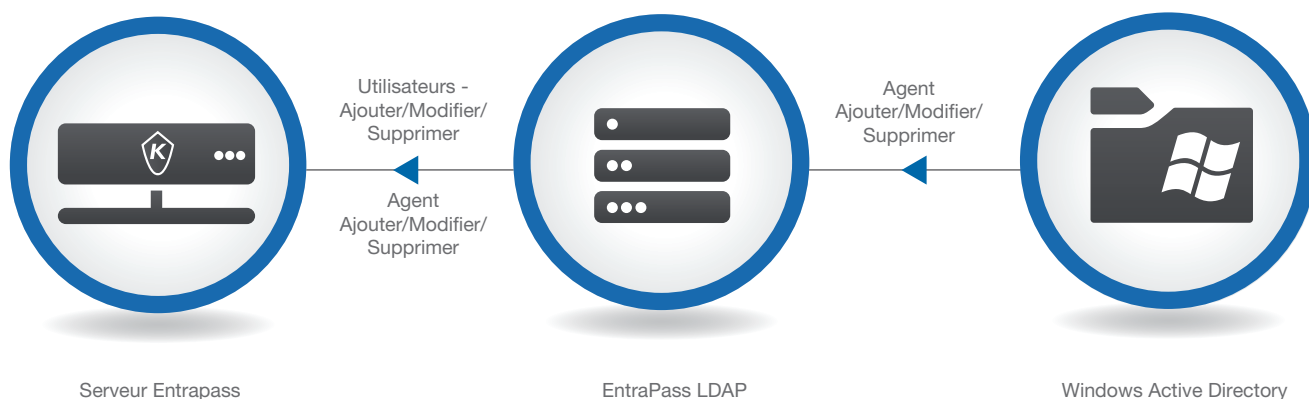 Utilisateurs -
Ajouter/Modifier/
Supprimer
Agent
Ajouter/Modifier/
Supprimer
Agent
Ajouter/Modifier/
Supprimer
K
Serveur Entrapass
EntraPass LDAP
Windows Active Directory